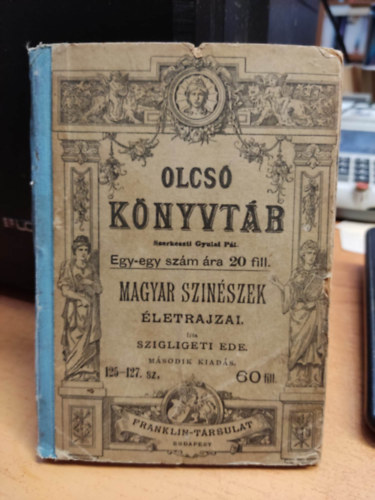 OLCSÓ
KÖNYVTÁR
Szerkeszti Gyulai Pál.
Egy-egy szám ára 20 fill.
MAGYAR SZINÉSZEK
ÉLETRAJZAI.
Irta
SZIGLIGETI EDE.
MÁSODIK KIADÁS.
125–127. sz.
60 fill.
FRANKLIN-TÁRSULAT
BUDAPEST